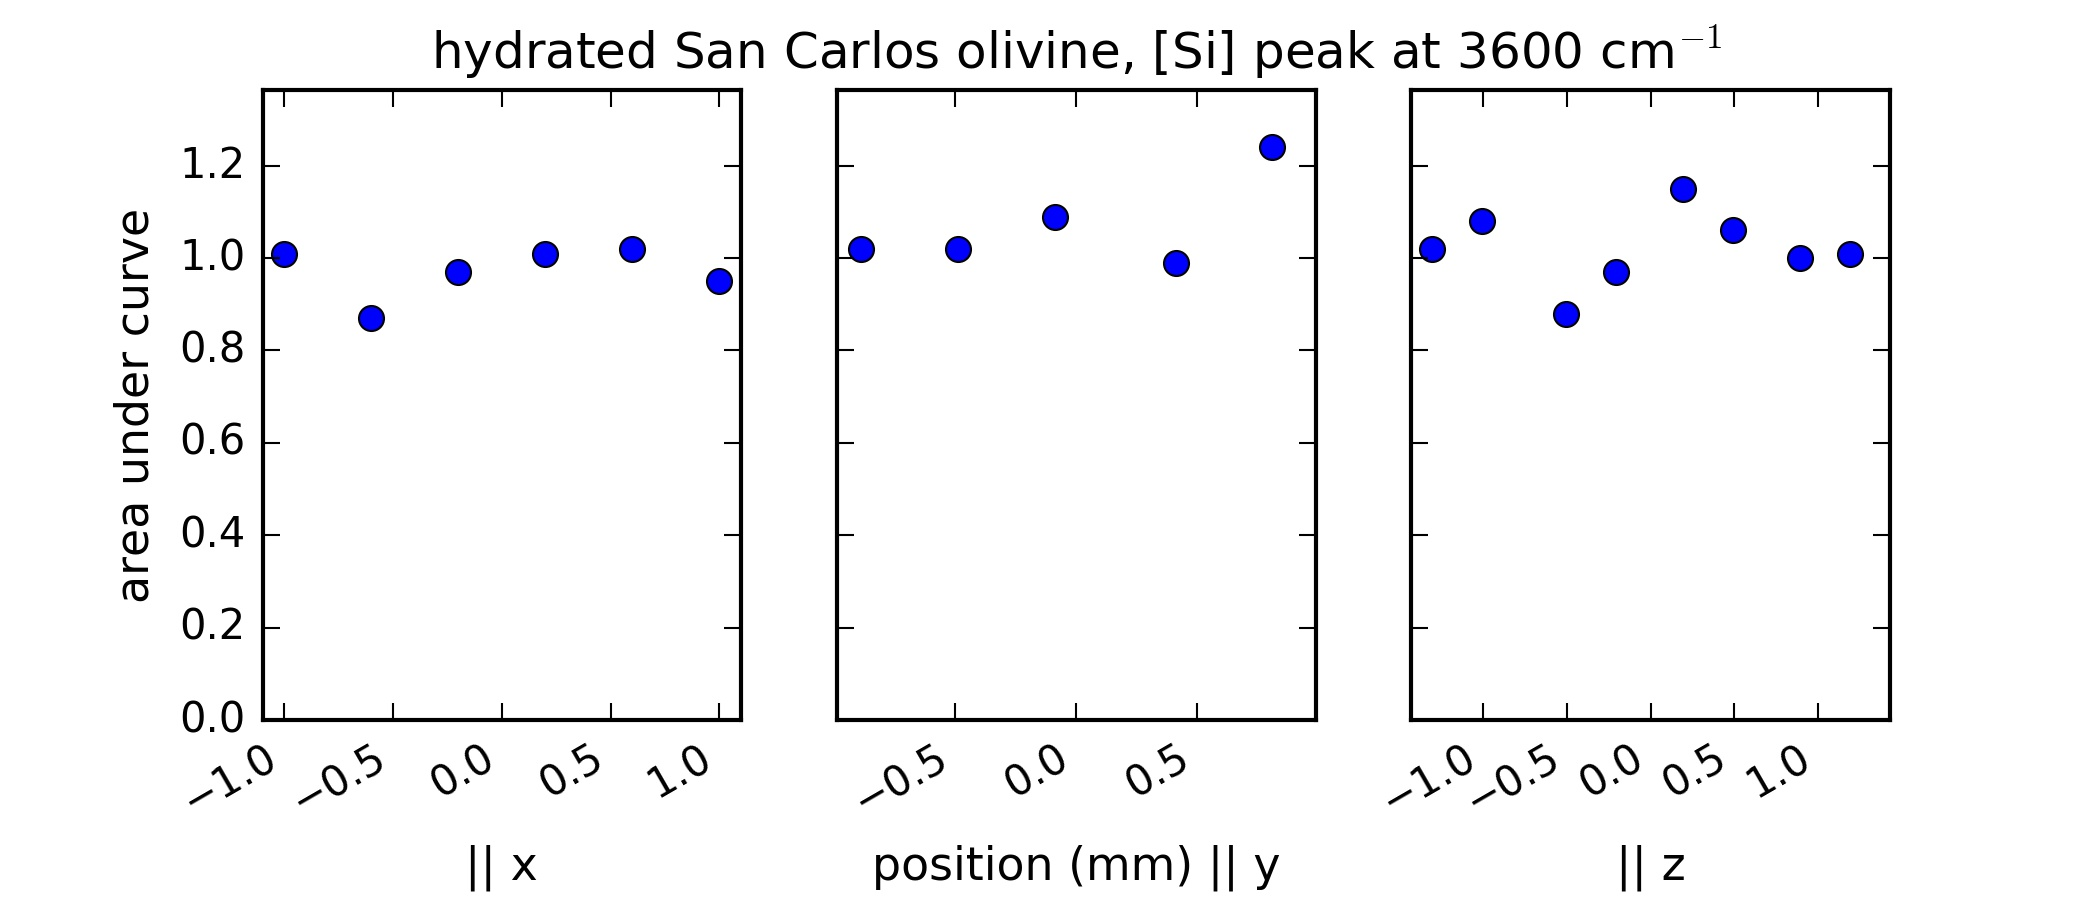 hydrated San Carlos olivine, [Si] peak at 3600 cm⁻¹
area under curve
1.2
1.0
0.8
0.6
0.4
0.2
0.0
−1.0 −0.5 0.0 0.5 1.0
−0.5 0.0 0.5
−1.0 −0.5 0.0 0.5 1.0
|| x
position (mm) || y
|| z